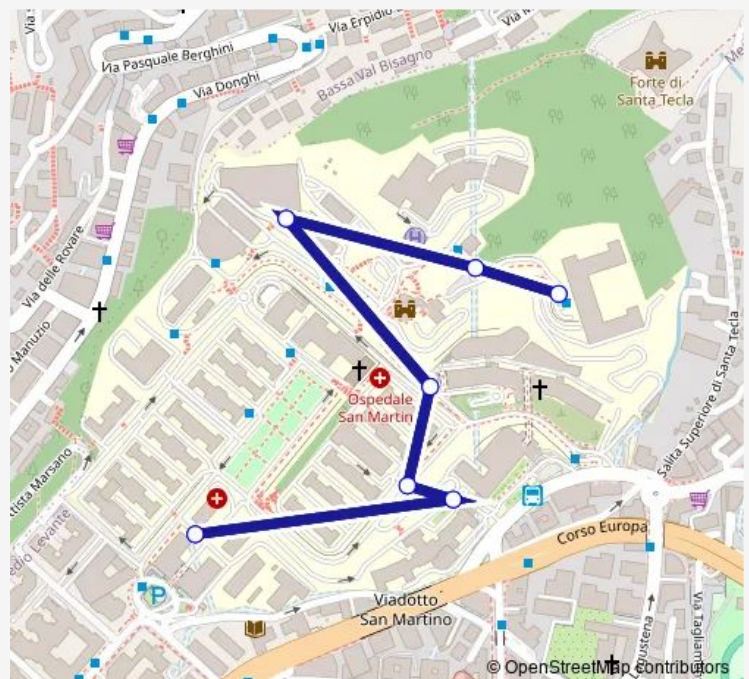 Via Erpidio
Via Pasquale Berghini
Via Donghi
Bassa Val Bisagno
Forte di
Santa Tecla
H
Via delle Rovare
Manuzio
Ospedale
San Martin
Salita Superiore di Santa Tecla
Marsano
Levante
Corso Europa
P
Viadotto
San Martino
Via Tagliam
© OpenStreetMap contributors